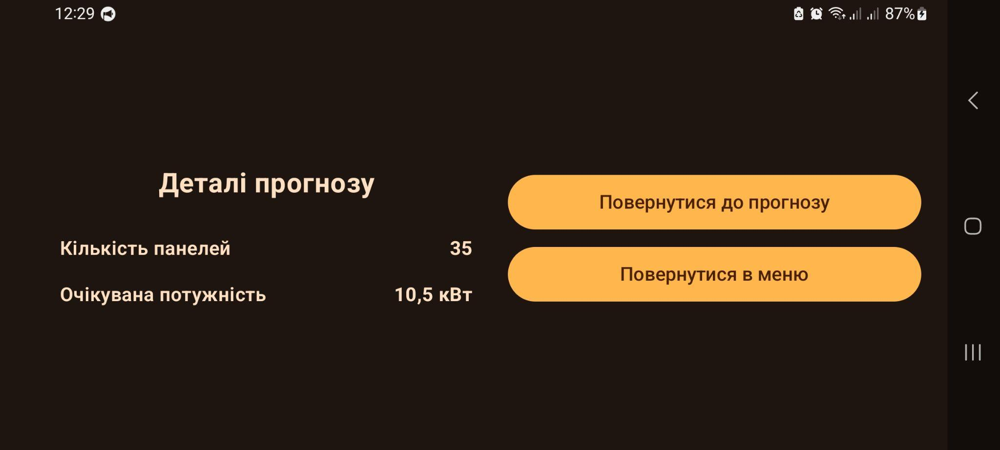 12:29
87%
Деталі прогнозу
Кількість панелей 35
Очікувана потужність 10,5 кВт
Повернутися до прогнозу
Повернутися в меню